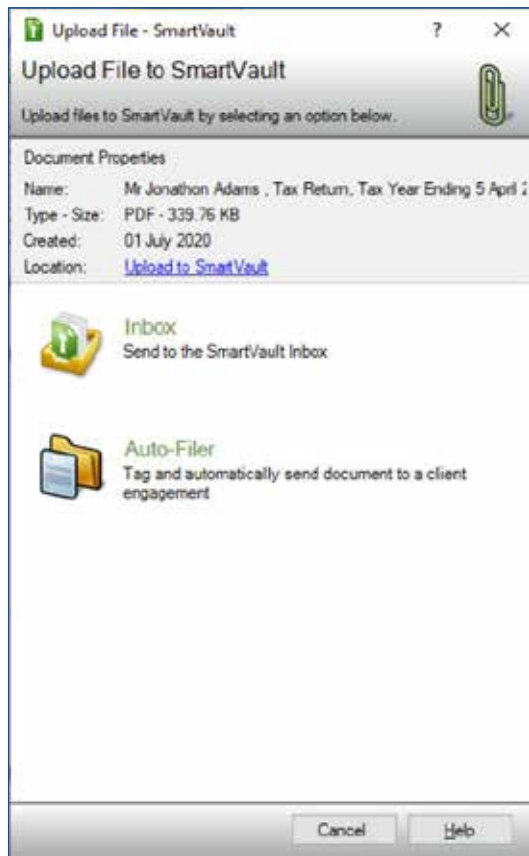 Upload File - SmartVault
Upload File to SmartVault
Upload files to SmartVault by selecting an option below.
Document Properties
Name: Mr Jonathon Adams , Tax Return, Tax Year Ending 5 April 2
Type - Size: PDF - 339.76 KB
Created: 01 July 2020
Location: Upload to SmartVault
Inbox
Send to the SmartVault Inbox
Auto-Filer
Tag and automatically send document to a client
engagement
Cancel Help